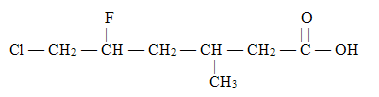 F O
Cl — CH₂ — CH — CH₂ — CH — CH₂ — C — OH
CH₃